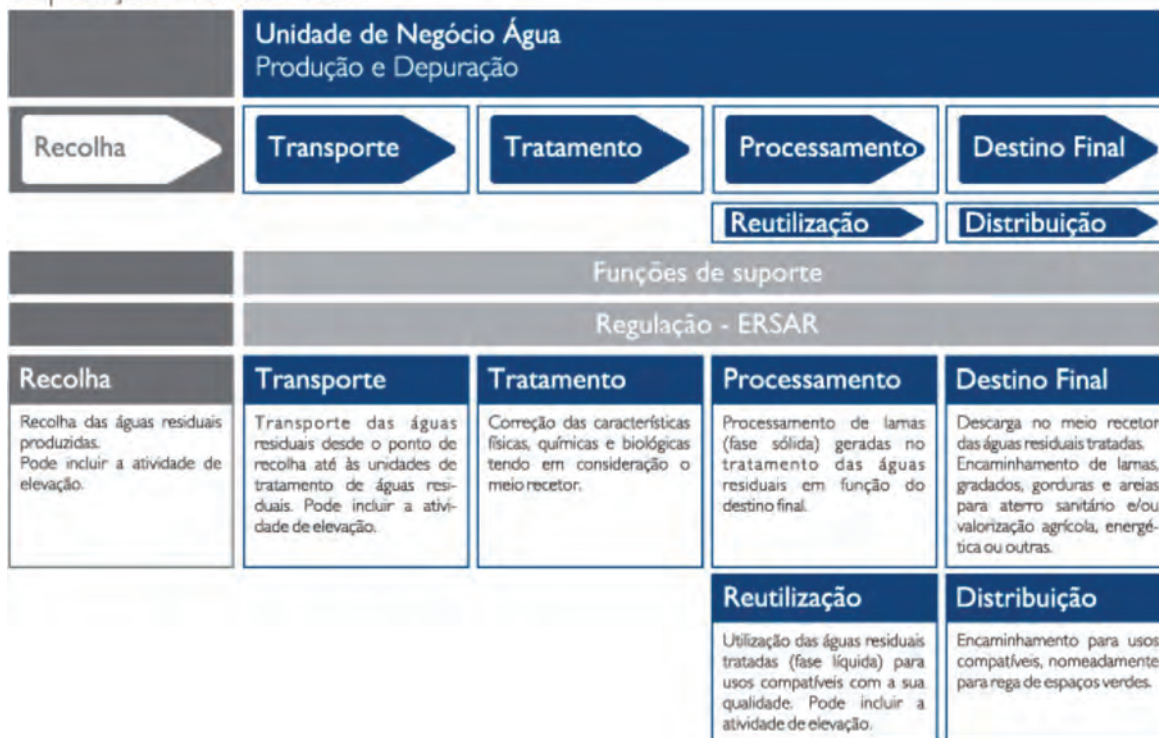 Unidade de Negócio Água
Produção e Depuração
Recolha
Transporte
Tratamento
Processamento
Destino Final
Reutilização
Distribuição
Funções de suporte
Regulação - ERSAR
Recolha
Recolha das águas residuais
produzidas.
Pode incluir a atividade de
elevação.
Transporte
Transporte das águas
residuais desde o ponto de
recolha até às unidades de
tratamento de águas resi-
duais. Pode incluir a ativi-
dade de elevação.
Tratamento
Correção das características
físicas, químicas e biológicas
tendo em consideração o
meio recetor.
Processamento
Processamento de lamas
(fase sólida) geradas no
tratamento das águas
residuais em função do
destino final.
Destino Final
Descarga no meio recetor
das águas residuais tratadas.
Encaminhamento de lamas,
gradados, gorduras e areias
para aterro sanitário e/ou
valorização agrícola, energé-
tica ou outras.
Reutilização
Utilização das águas residuais
tratadas (fase líquida) para
usos compatíveis com a sua
qualidade. Pode incluir a
atividade de elevação.
Distribuição
Encaminhamento para usos
compatíveis, nomeadamente
para rega de espaços verdes.